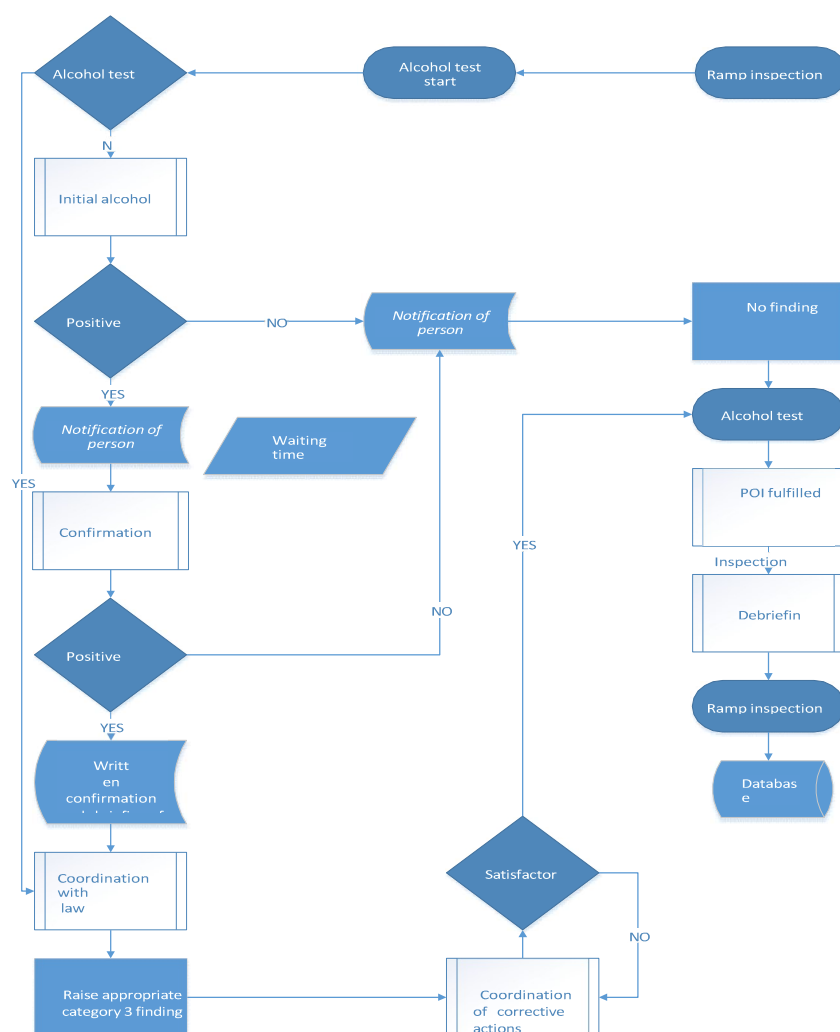 Alcohol test
Alcohol test
start
Ramp inspection
N
Initial alcohol
Positive
NO
Notification of
person
No finding
YES
Notification of
person
Waiting
time
Alcohol test
YES
POI fulfilled
Confirmation
YES
Inspection
NO
Debriefin
Positive
YES
Ramp inspection
Writt
en
confirmation
Databas
e
Coordination
with
law
Satisfactor
NO
Raise appropriate
category 3 finding
Coordination
of corrective
actions